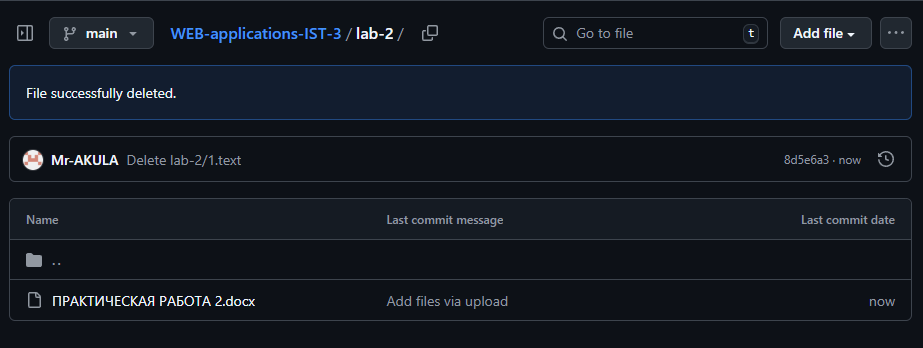 main WEB-applications-IST-3 / lab-2 / Go to file t Add file
File successfully deleted.
Mr-AKULA Delete lab-2/1.text 8d5e6a3 · now
Name Last commit message Last commit date
..
ПРАКТИЧЕСКАЯ РАБОТА 2.docx Add files via upload now